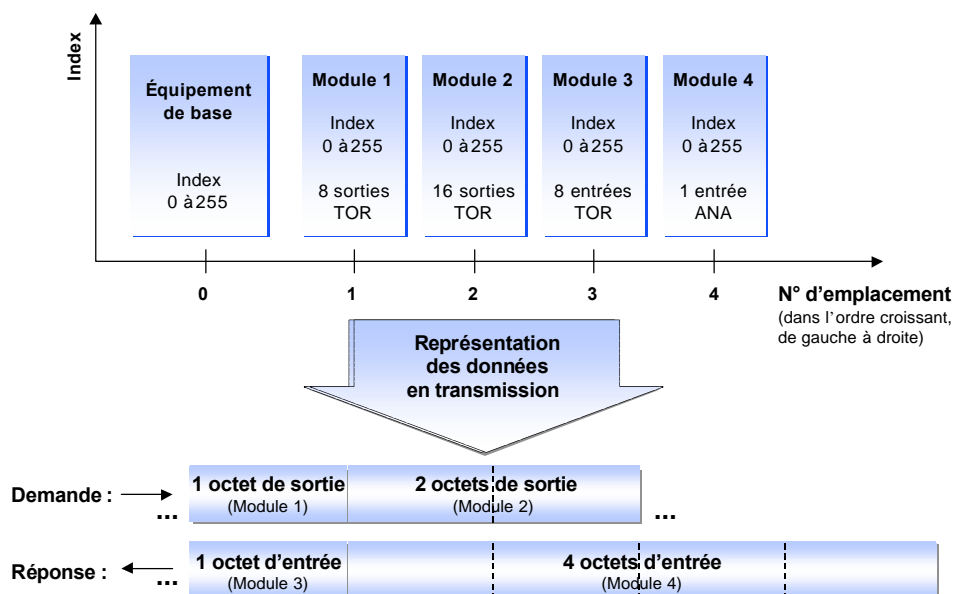 Index
Équipement
de base
Index
0 à 255
Module 1
Index
0 à 255
8 sorties
TOR
Module 2
Index
0 à 255
16 sorties
TOR
Module 3
Index
0 à 255
8 entrées
TOR
Module 4
Index
0 à 255
1 entrée
ANA
0
1
2
3
4
N° d'emplacement
(dans l'ordre croissant,
de gauche à droite)
Représentation
des données
en transmission
Demande :
...
1 octet de sortie
(Module 1)
2 octets de sortie
(Module 2)
...
Réponse :
...
1 octet d'entrée
(Module 3)
4 octets d'entrée
(Module 4)